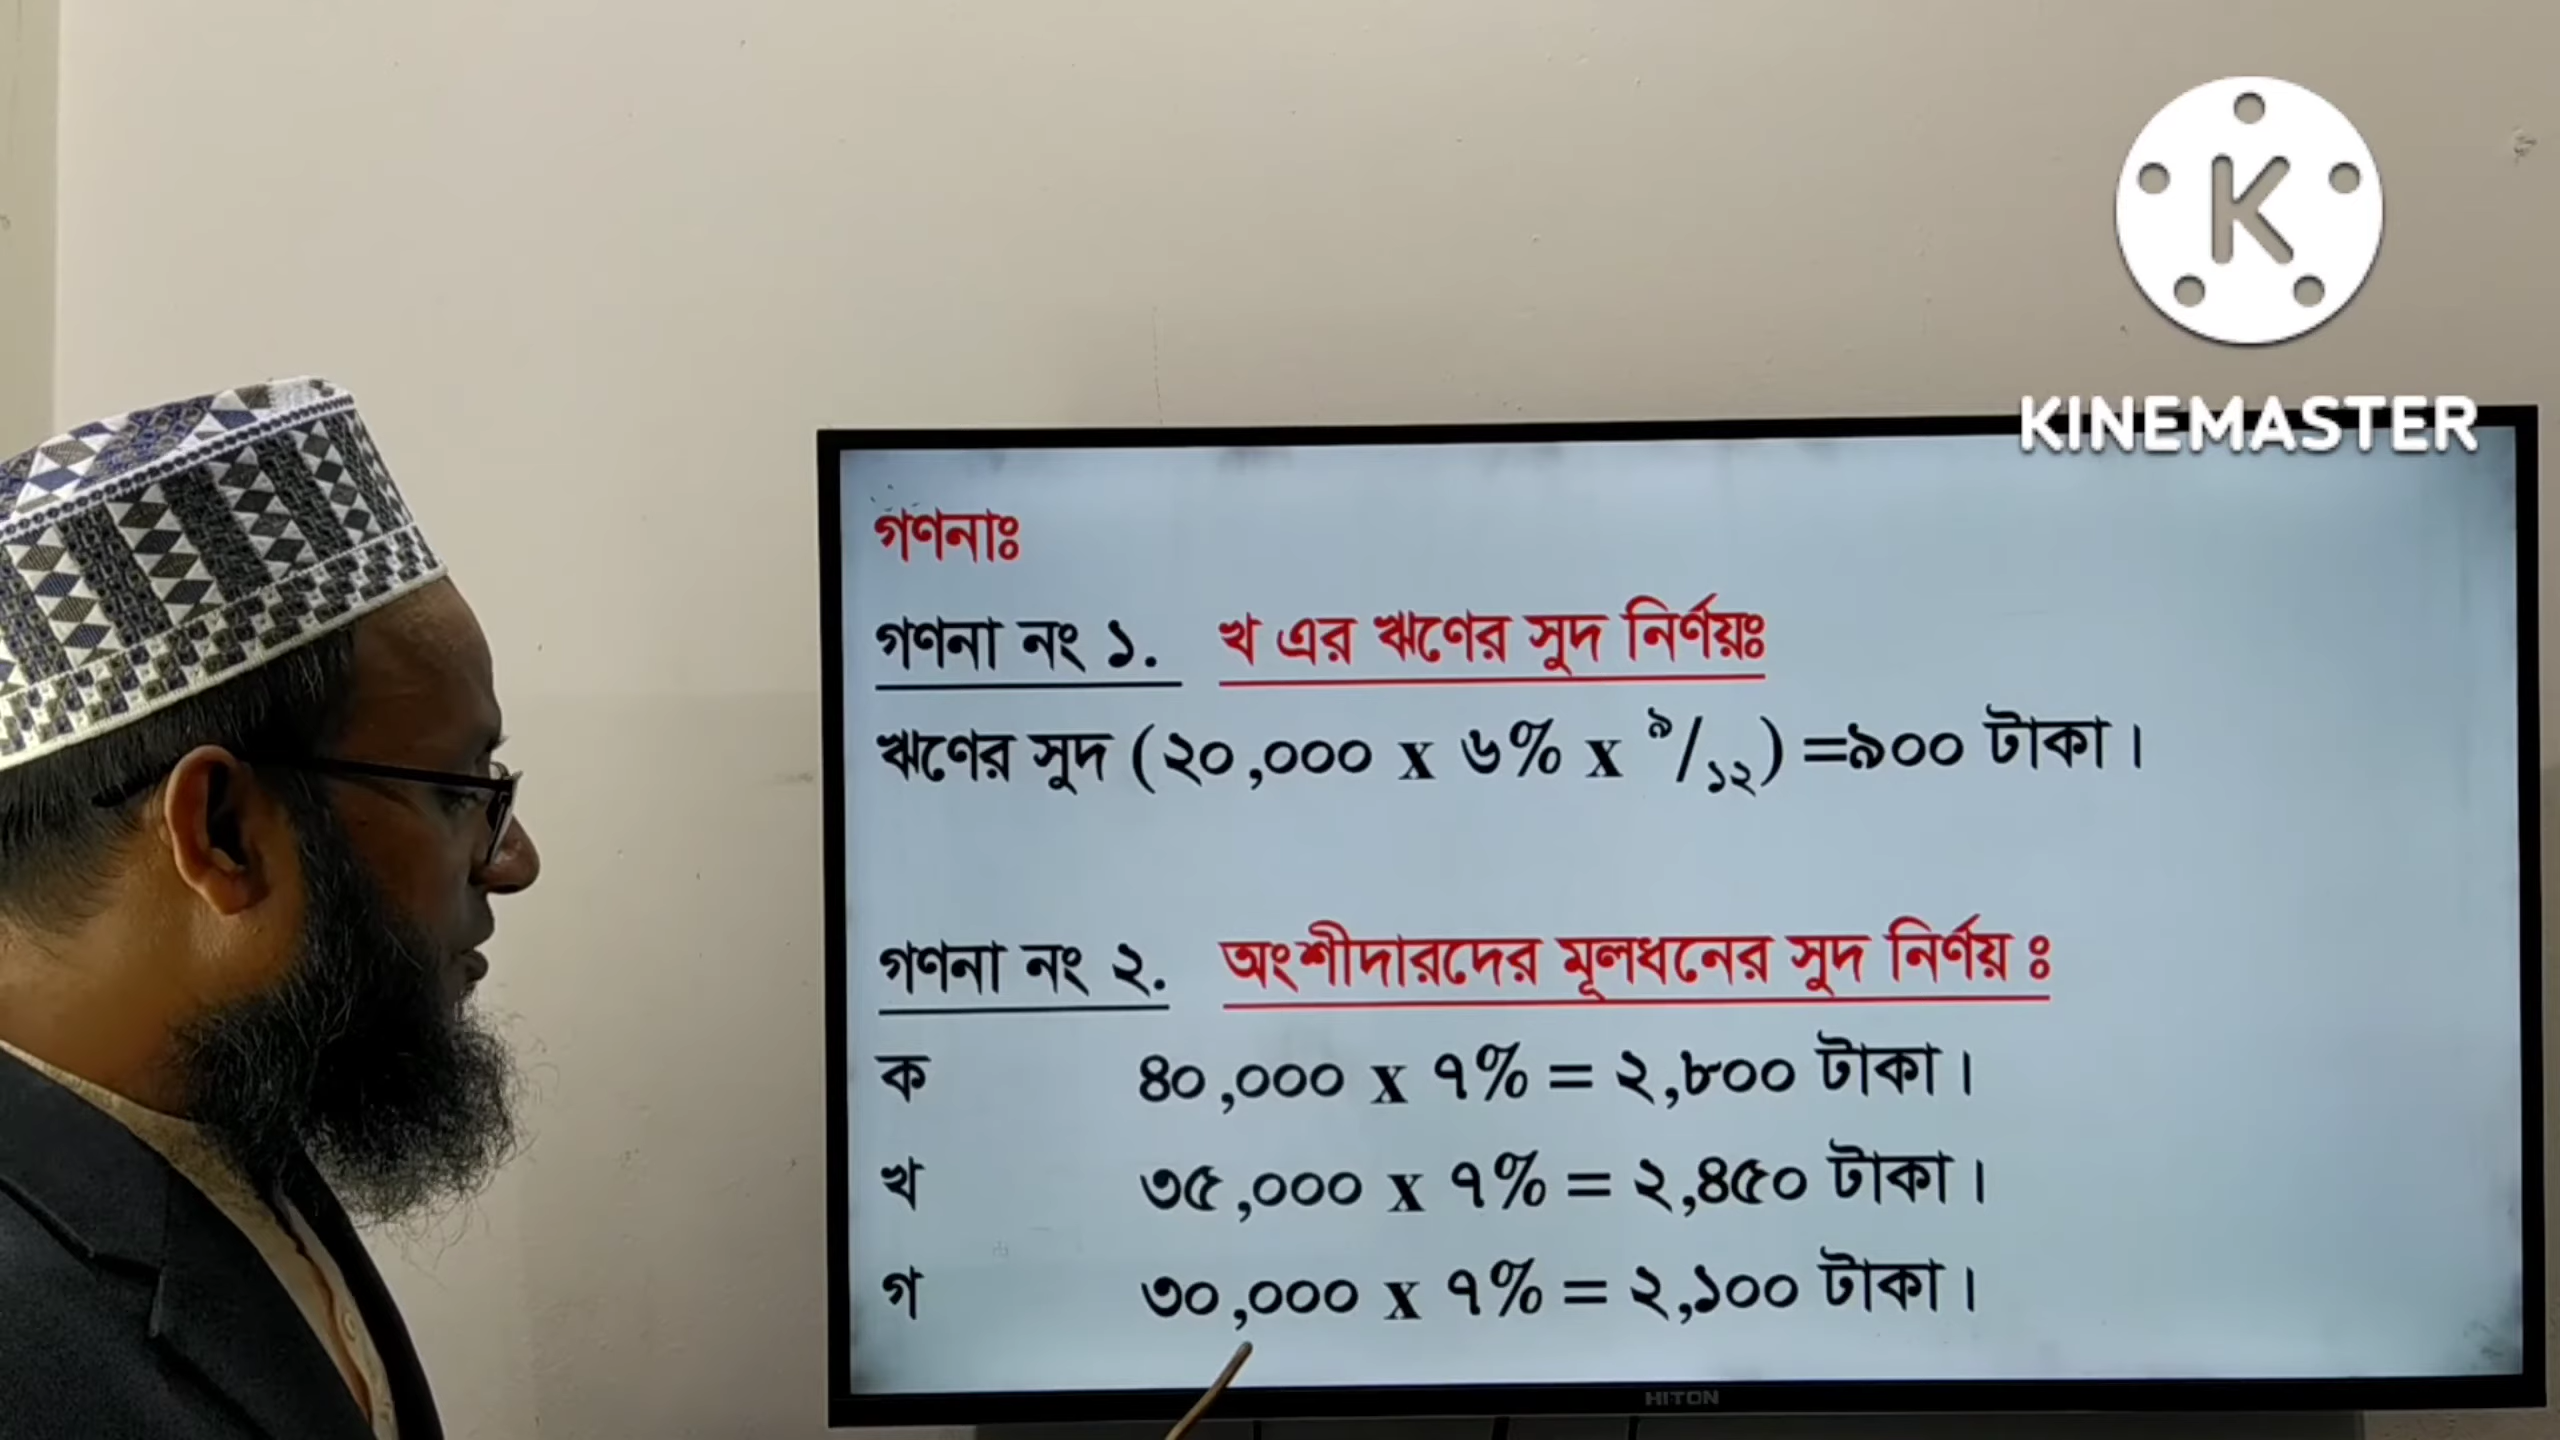 K
KINEMASTER
গণনাঃ
গণনা নং ১. খ এর ঋণের সুদ নির্ণয়ঃ
ঋণের সুদ (২০,০০০ x ৬% x ৯/১২) =৯০০ টাকা।
গণনা নং ২. অংশীদারদের মূলধনের সুদ নির্ণয় ঃ
ক ৪০,০০০ x ৭% = ২,৮০০ টাকা।
খ ৩৫,০০০ x ৭% = ২,৪৫০ টাকা।
গ ৩০,০০০ x ৭% = ২,১০০ টাকা।
HITON